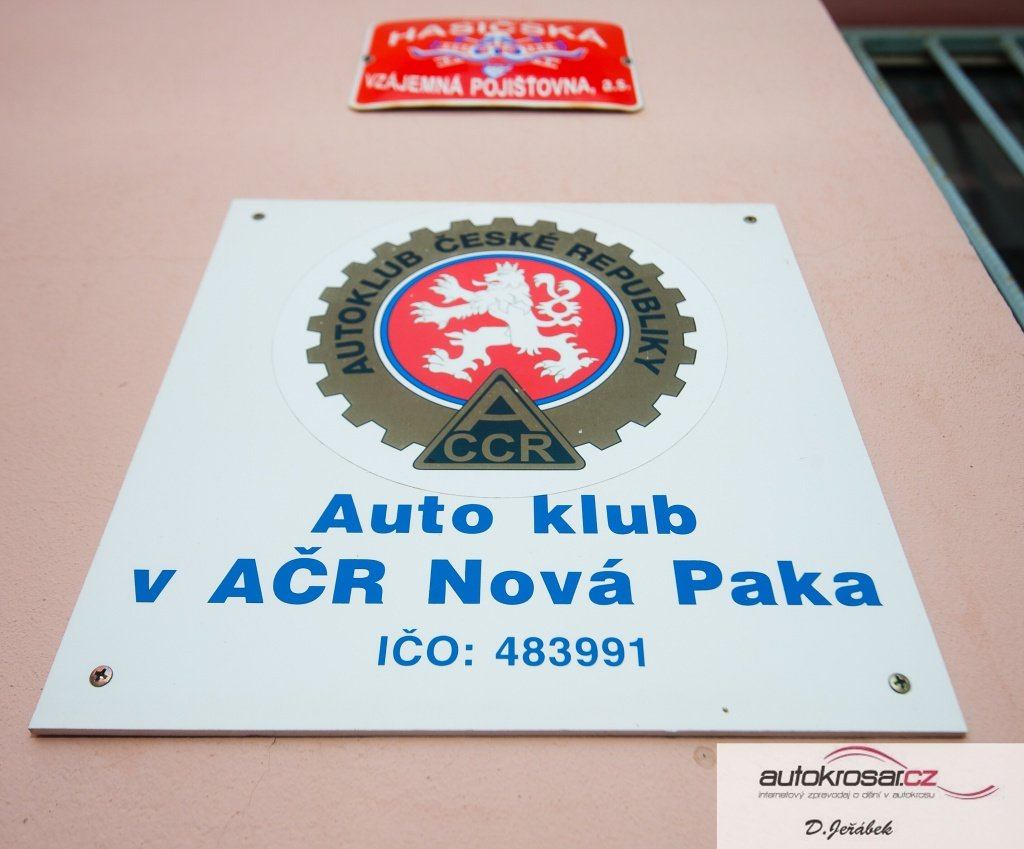 HASIČSKÁ
VZÁJEMNÁ POJIŠŤOVNA, a.s.
AUTOKLUB ČESKÉ REPUBLIKY
A
CCR
Auto klub
v AČR Nová Paka
IČO: 483991
autokrosar.cz
internetový zpravodaj o dění v autokrosu
D.Jeřábek